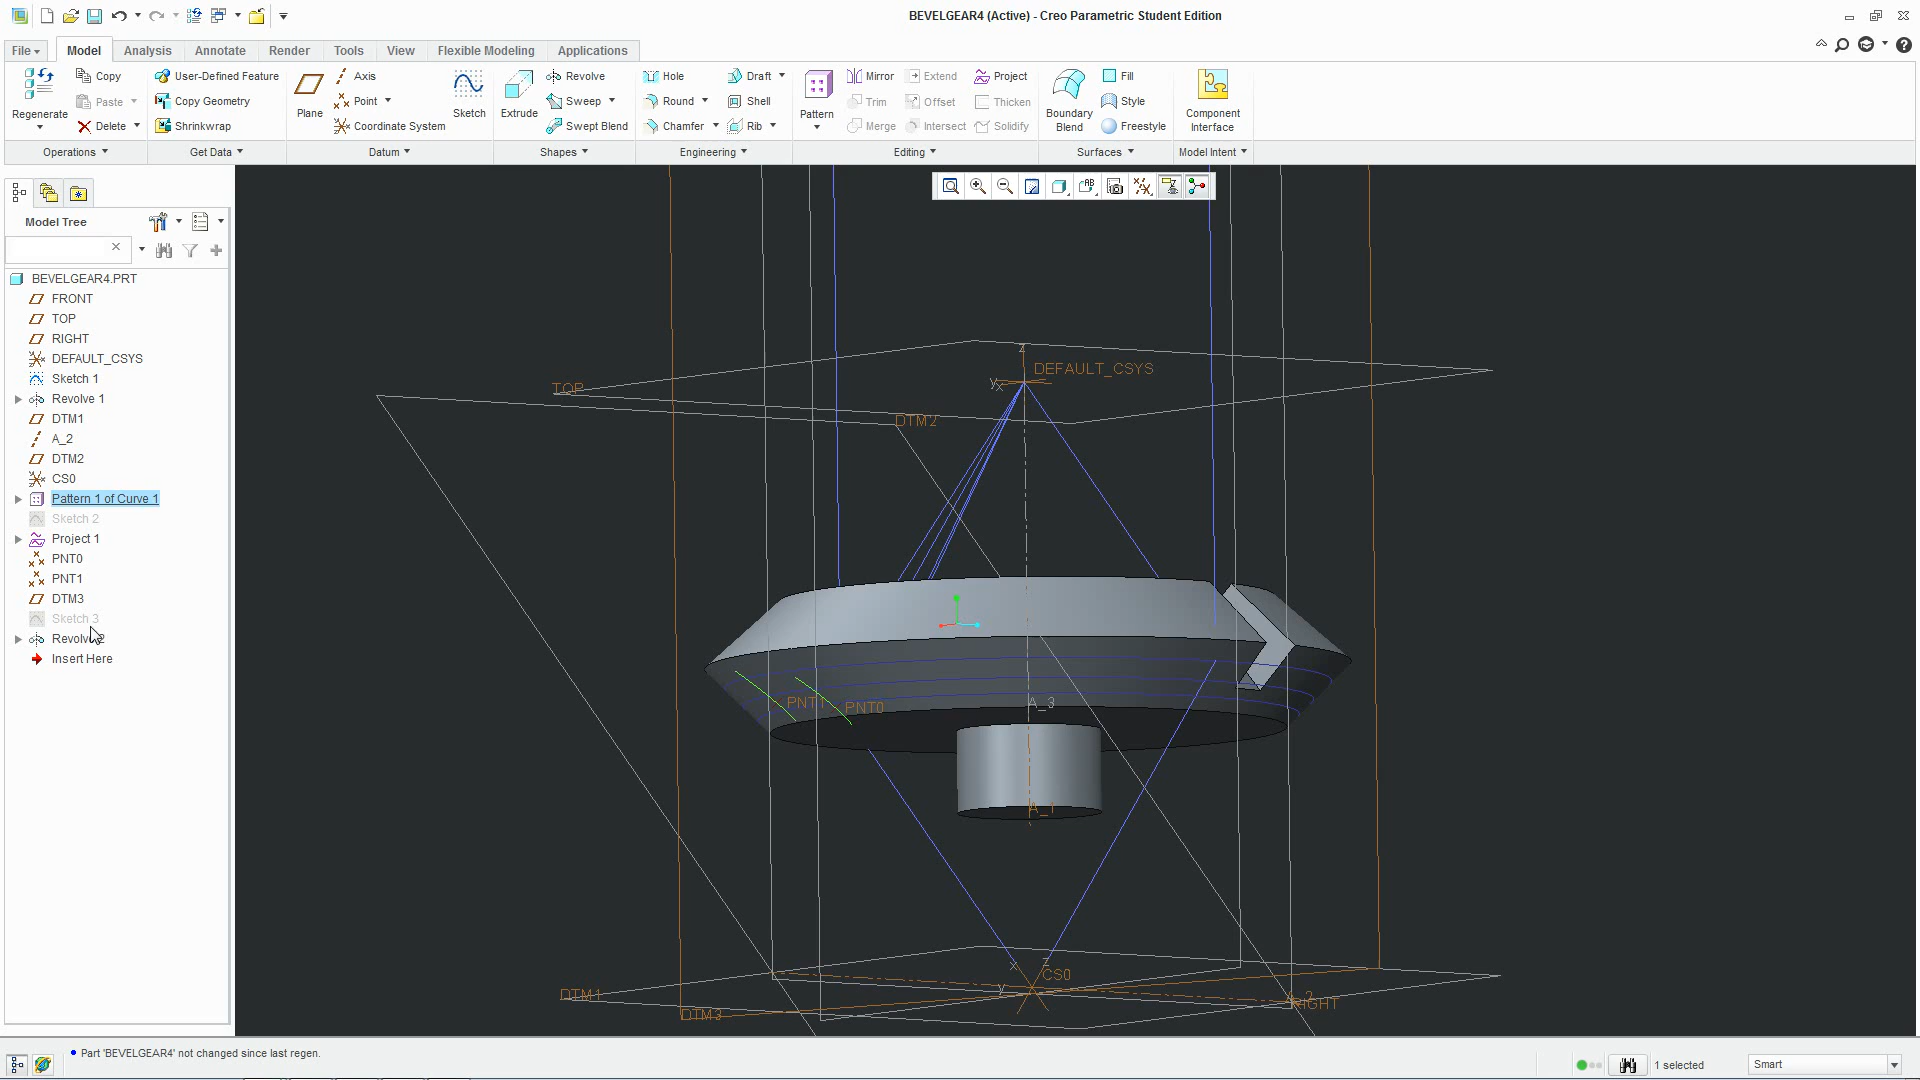 BEVELGEAR4 (Active) - Creo Parametric Student Edition
File Model Analysis Annotate Render Tools View Flexible Modeling Applications
Regenerate
Copy
Paste
Delete
User-Defined Feature
Copy Geometry
Shrinkwrap
Plane
Axis
Point
Coordinate System
Sketch
Extrude
Revolve
Sweep
Swept Blend
Hole
Round
Chamfer
Draft
Shell
Rib
Pattern
Mirror
Trim
Merge
Extend
Offset
Intersect
Project
Thicken
Solidify
Boundary
Blend
Fill
Style
Freestyle
Component
Interface
Operations Get Data Datum Shapes Engineering Editing Surfaces Model Intent
Model Tree
BEVELGEAR4.PRT
FRONT
TOP
RIGHT
DEFAULT_CSYS
Sketch 1
Revolve 1
DTM1
A_2
DTM2
CS0
Pattern 1 of Curve 1
Sketch 2
Project 1
PNT0
PNT1
DTM3
Sketch 3
Revolve 2
Insert Here
z
DEFAULT_CSYS
y x
TOP
DTM2
PNT1
PNT0
A_3
A_1
x z
CS0
y
DTM1
RIGHT
DTM3
Part 'BEVELGEAR4' not changed since last regen.
1 selected
Smart